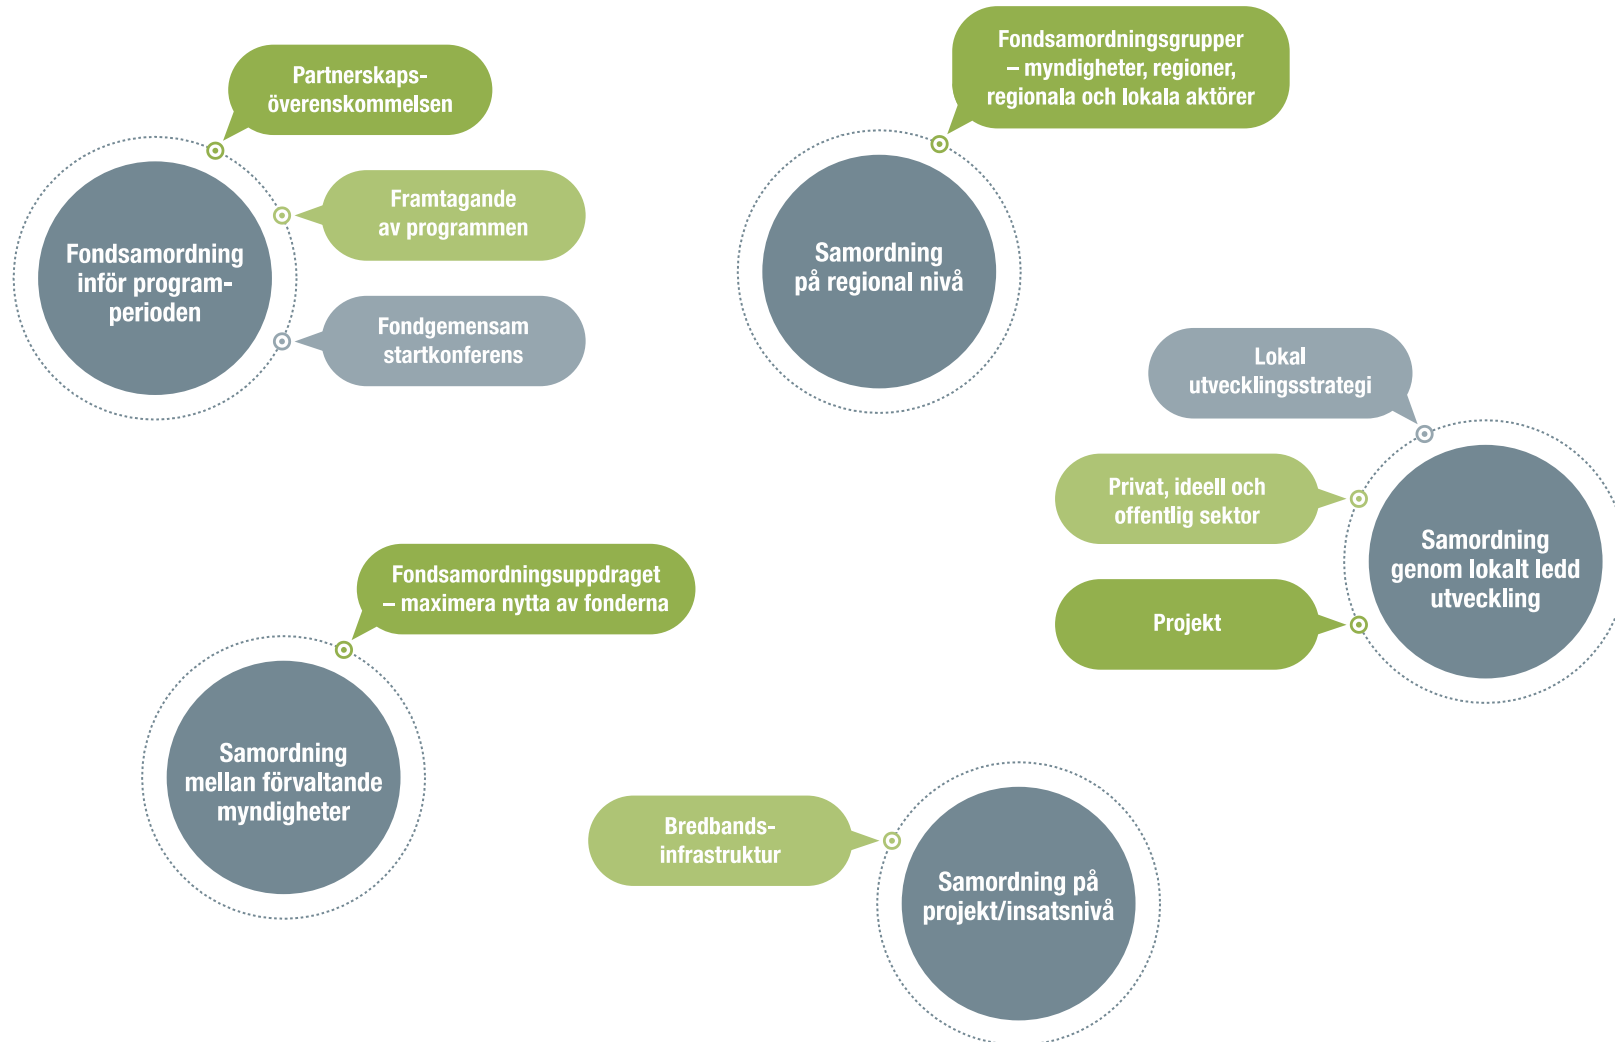 Partnerskaps-
överenskommelsen
Framtagande
av programmen
Fondsamordning
inför program-
perioden
Fondgemensam
startkonferens
Fondsamordningsgrupper
– myndigheter, regioner,
regionala och lokala aktörer
Samordning
på regional nivå
Lokal
utvecklingsstrategi
Privat, ideell och
offentlig sektor
Samordning
genom lokalt ledd
utveckling
Projekt
Fondsamordningsuppdraget
– maximera nytta av fonderna
Samordning
mellan förvaltande
myndigheter
Bredbands-
infrastruktur
Samordning på
projekt/insatsnivå